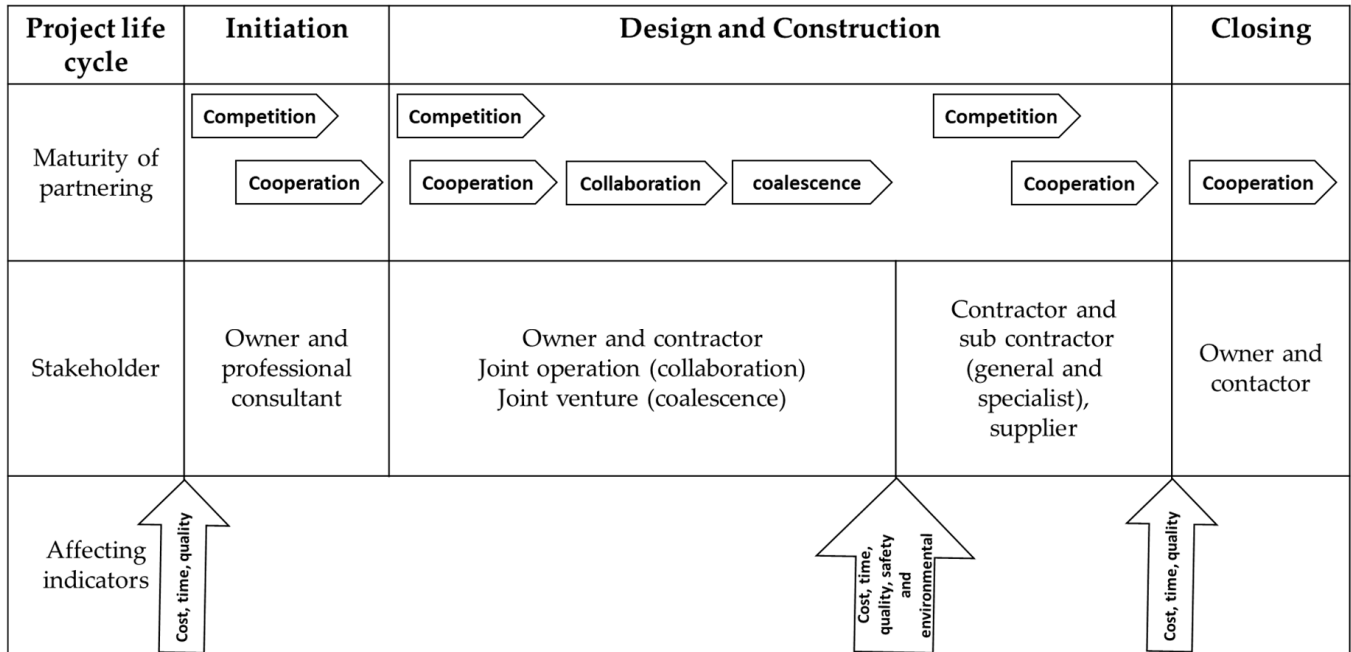 Project life
cycle
Initiation
Design and Construction
Closing
Maturity of
partnering
Competition
Cooperation
Competition
Cooperation
Collaboration
coalescence
Competition
Cooperation
Cooperation
Stakeholder
Owner and
professional
consultant
Owner and contractor
Joint operation (collaboration)
Joint venture (coalescence)
Contractor and
sub contractor
(general and
specialist),
supplier
Owner and
contactor
Affecting
indicators
Cost, time, quality
Cost, time,
quality, safety
and
environmental
Cost, time, quality